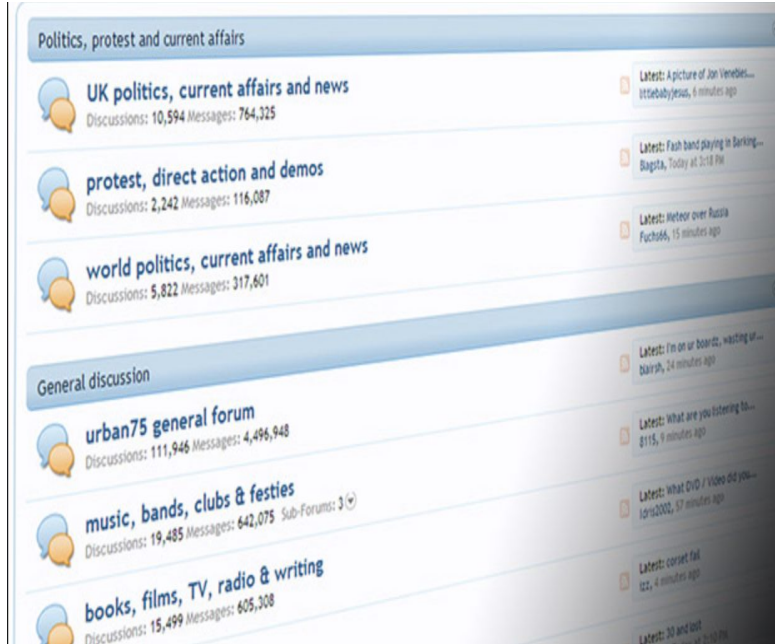 Politics, protest and current affairs
UK politics, current affairs and news
Discussions: 10,594 Messages: 764,325
Latest: A picture of Jon Venebles...
littlebabyjesus, 6 minutes ago
protest, direct action and demos
Discussions: 2,242 Messages: 116,087
Latest: Fash band playing in Barking...
Blagsta, Today at 3:18 PM
world politics, current affairs and news
Discussions: 5,822 Messages: 317,601
Latest: Meteor over Russia
Fuchs66, 15 minutes ago
General discussion
urban75 general forum
Discussions: 111,946 Messages: 4,496,948
Latest: I'm on ur boardz, wasting ur...
blairsh, 24 minutes ago
music, bands, clubs & festies
Discussions: 19,485 Messages: 642,075 Sub-Forums: 3
Latest: What are you listening to...
8115, 9 minutes ago
books, films, TV, radio & writing
Discussions: 15,499 Messages: 605,308
Latest: What DVD / Video did you...
Idris2002, 57 minutes ago
Latest: corset fail
izz, 4 minutes ago
Latest: 30 and lost
at 2:10 PM